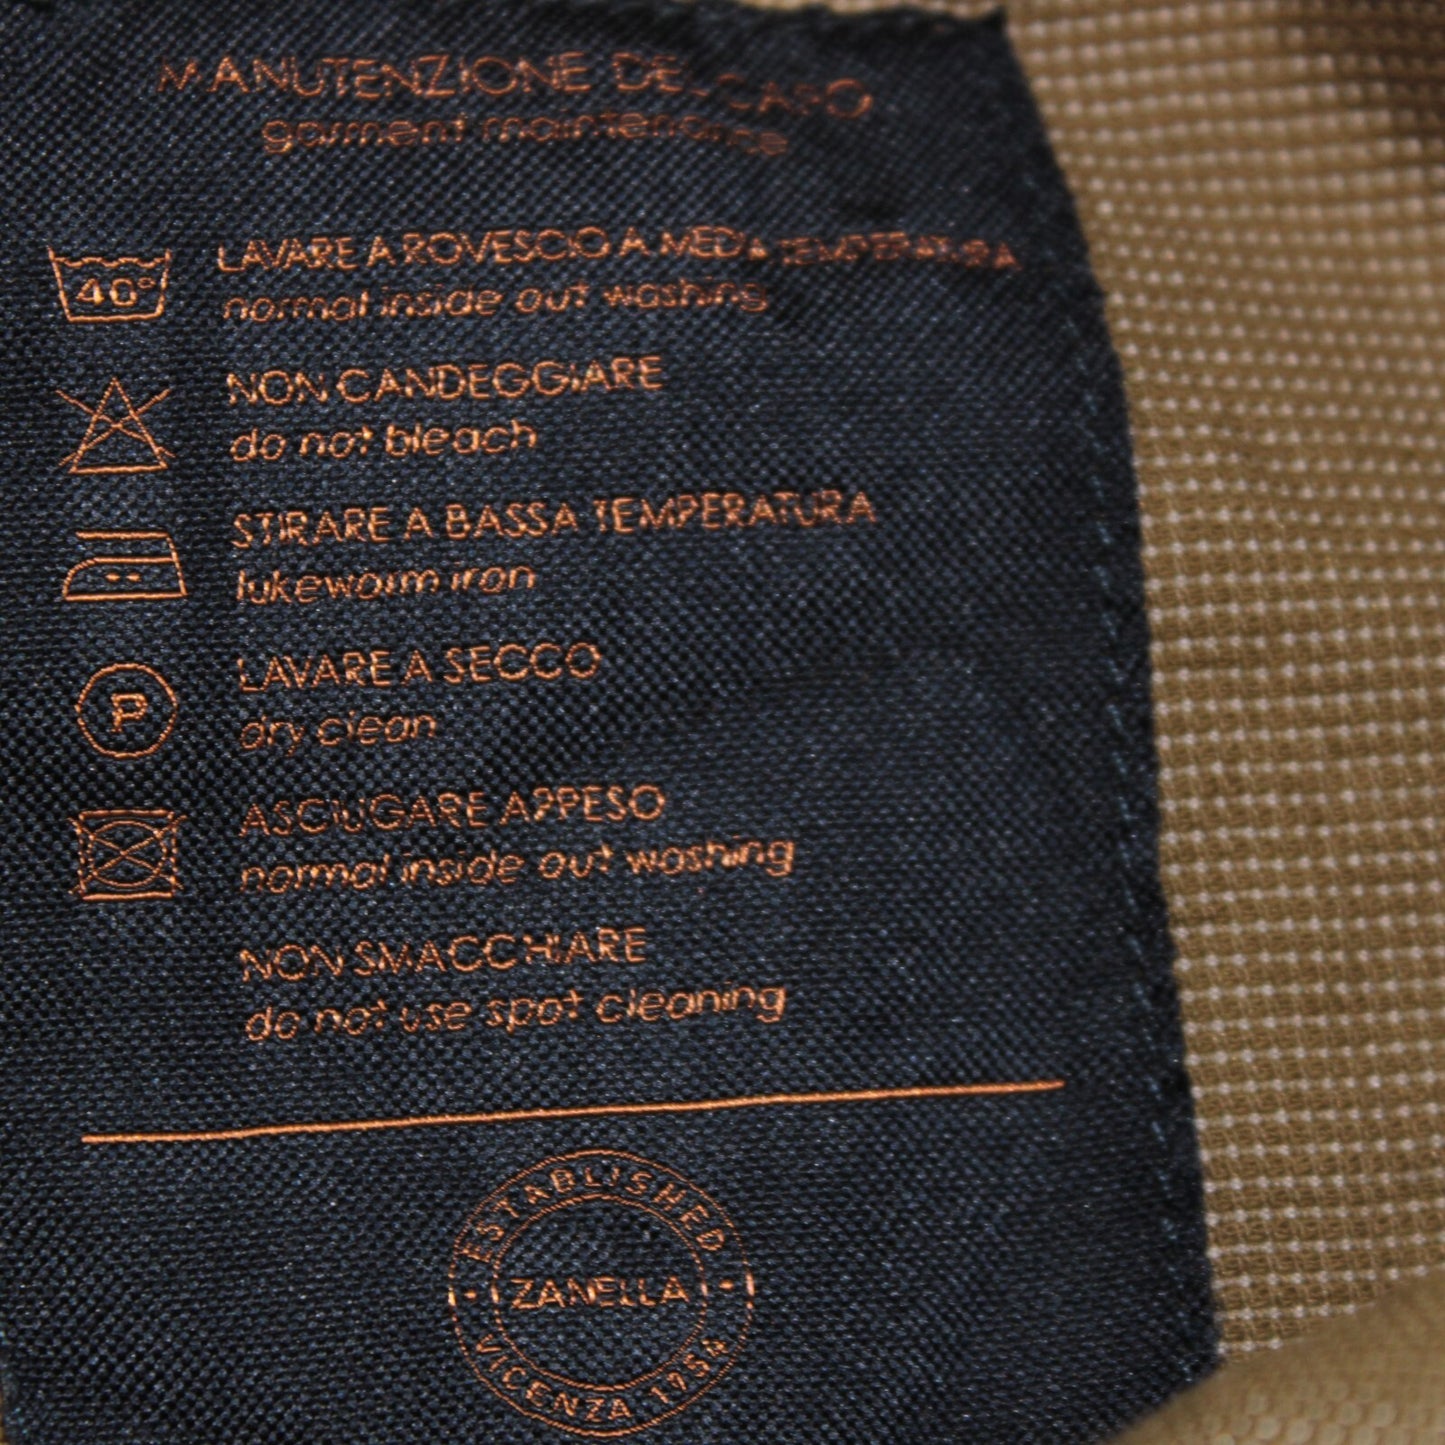 MANUTENZIONE DEL CAPO
garment maintenance
40°
LAVARE A ROVESCIO A MEDIA TEMPERATURA
normal inside out washing
NON CANDEGGIARE
do not bleach
STIRARE A BASSA TEMPERATURA
lukewarm iron
P
LAVARE A SECCO
dry clean
ASCIUGARE APPESO
normal inside out washing
NON SMACCHIARE
do not use spot cleaning
ESTABLISHED
ZANELLA
VICENZA 1954